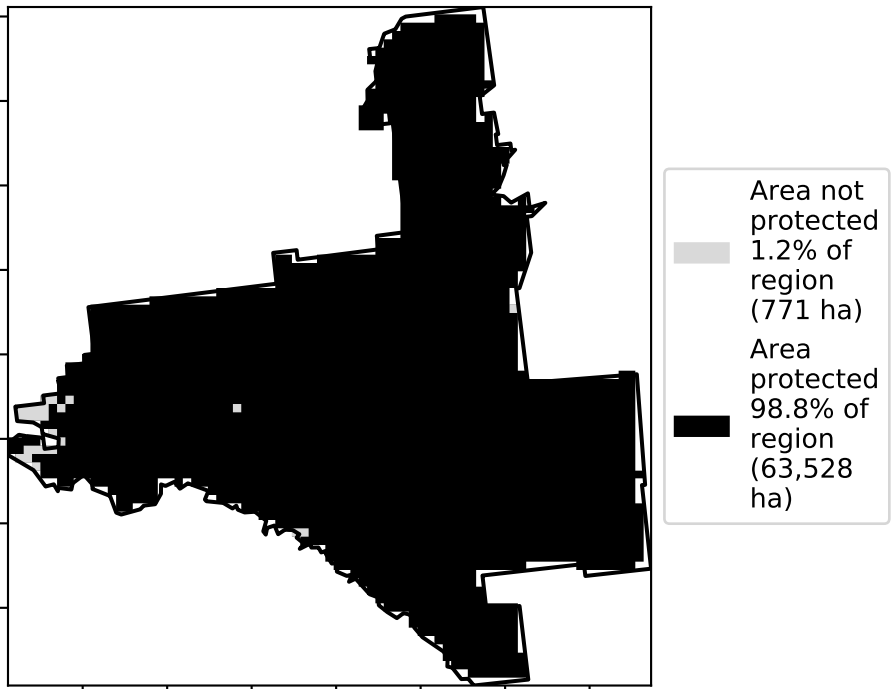 Area not
protected
1.2% of
region
(771 ha)
Area
protected
98.8% of
region
(63,528
ha)